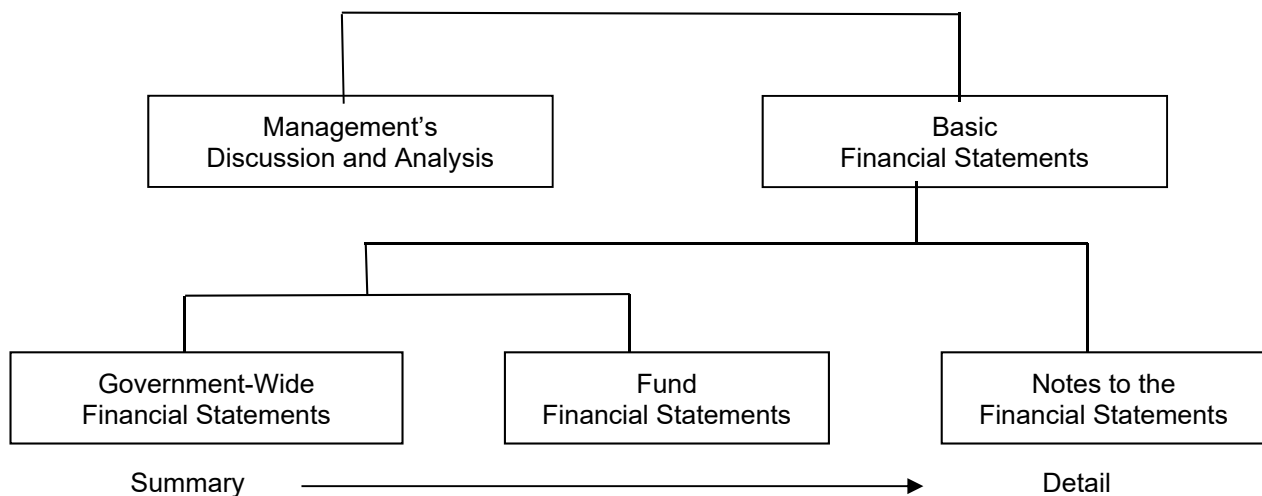 Management’s
Discussion and Analysis
Basic
Financial Statements
Government-Wide
Financial Statements
Fund
Financial Statements
Notes to the
Financial Statements
Summary
Detail